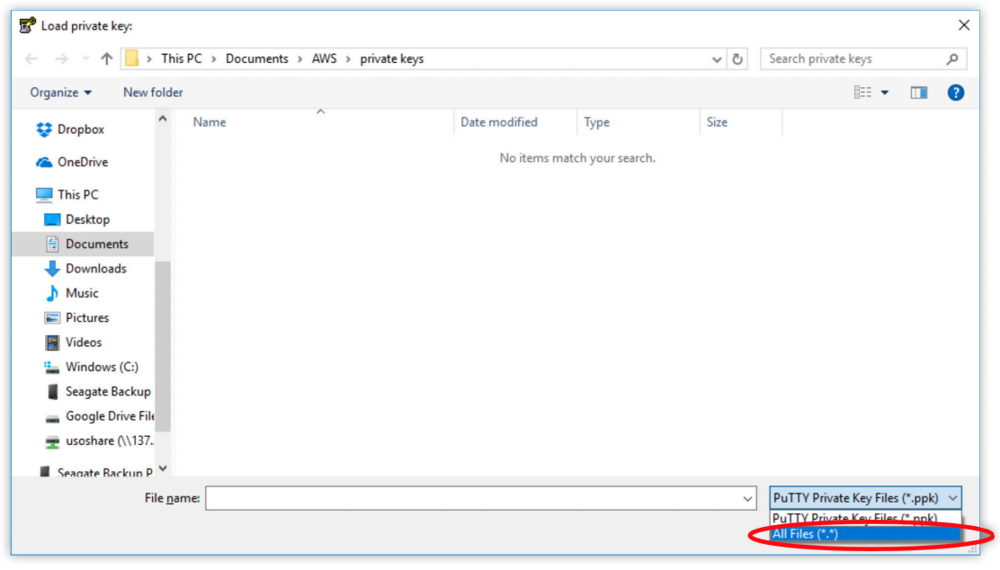 Load private key:
This PC > Documents > AWS > private keys
Search private keys
Organize
New folder
Name
Date modified
Type
Size
No items match your search.
Dropbox
OneDrive
This PC
Desktop
Documents
Downloads
Music
Pictures
Videos
Windows (C:)
Seagate Backup
Google Drive File
usoshare (\\137..
Seagate Backup P
File name:
PuTTY Private Key Files (*.ppk)
PuTTY Private Key Files (*.ppk)
All Files (*.*)